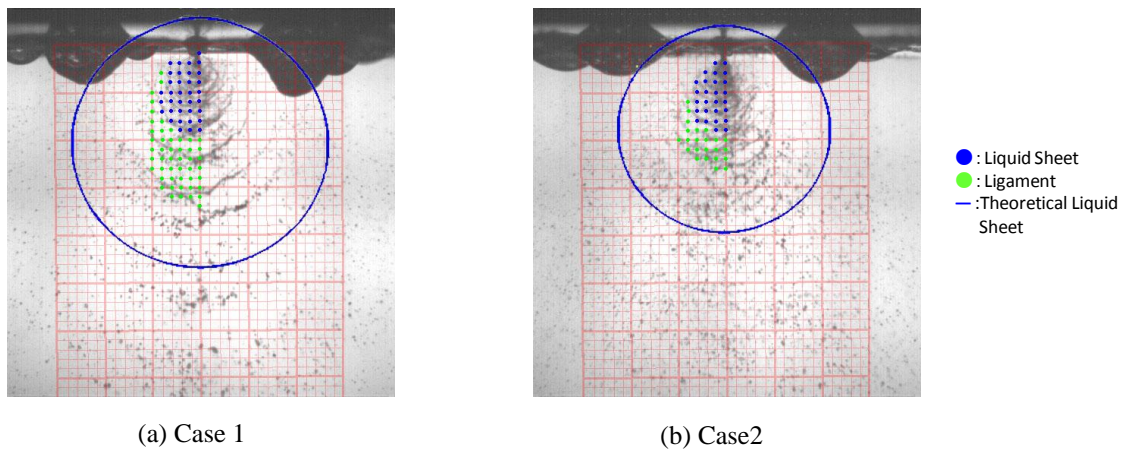 : Liquid Sheet
: Ligament
:Theoretical Liquid
Sheet
(a) Case 1
(b) Case2